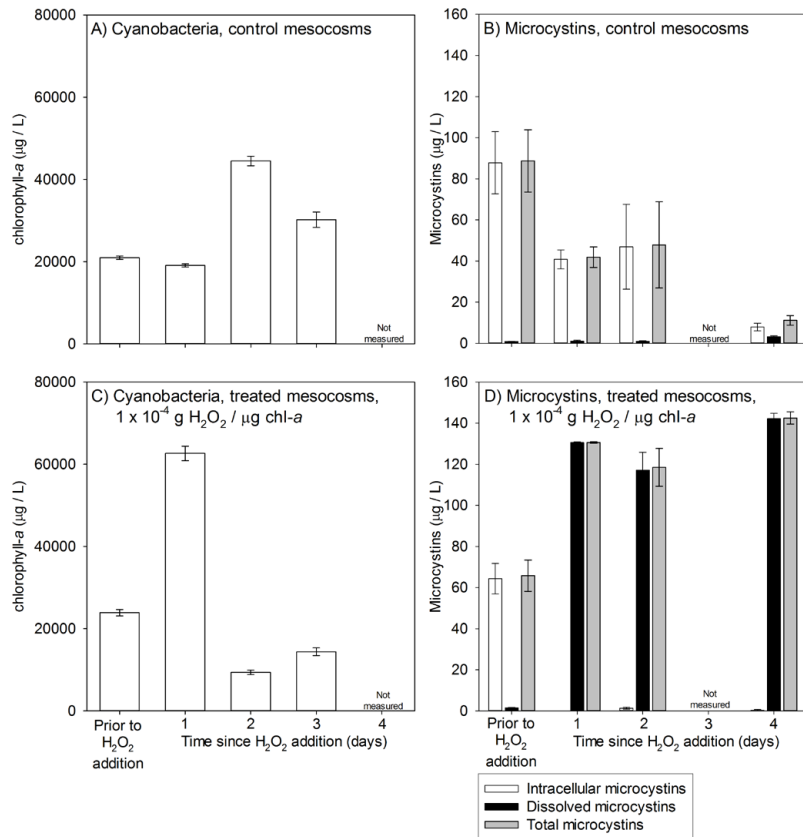 A) Cyanobacteria, control mesocosms
chlorophyll-a (µg / L)
80000
60000
40000
20000
0
Not
measured
B) Microcystins, control mesocosms
Microcystins (µg / L)
160
140
120
100
80
60
40
20
0
Not
measured
C) Cyanobacteria, treated mesocosms,
1 x 10⁻⁴ g H₂O₂ / µg chl-a
chlorophyll-a (µg / L)
80000
60000
40000
20000
0
Not
measured
Prior to
H₂O₂
addition
1 2 3 4
Time since H₂O₂ addition (days)
D) Microcystins, treated mesocosms,
1 x 10⁻⁴ g H₂O₂ / µg chl-a
Microcystins (µg / L)
160
140
120
100
80
60
40
20
0
Not
measured
Prior to
H₂O₂
addition
1 2 3 4
Time since H₂O₂ addition (days)
Intracellular microcystins
Dissolved microcystins
Total microcystins